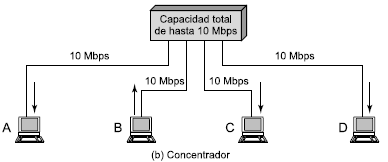 Capacidad total
de hasta 10 Mbps
10 Mbps
10 Mbps
10 Mbps
10 Mbps
A
B
C
D
(b) Concentrador